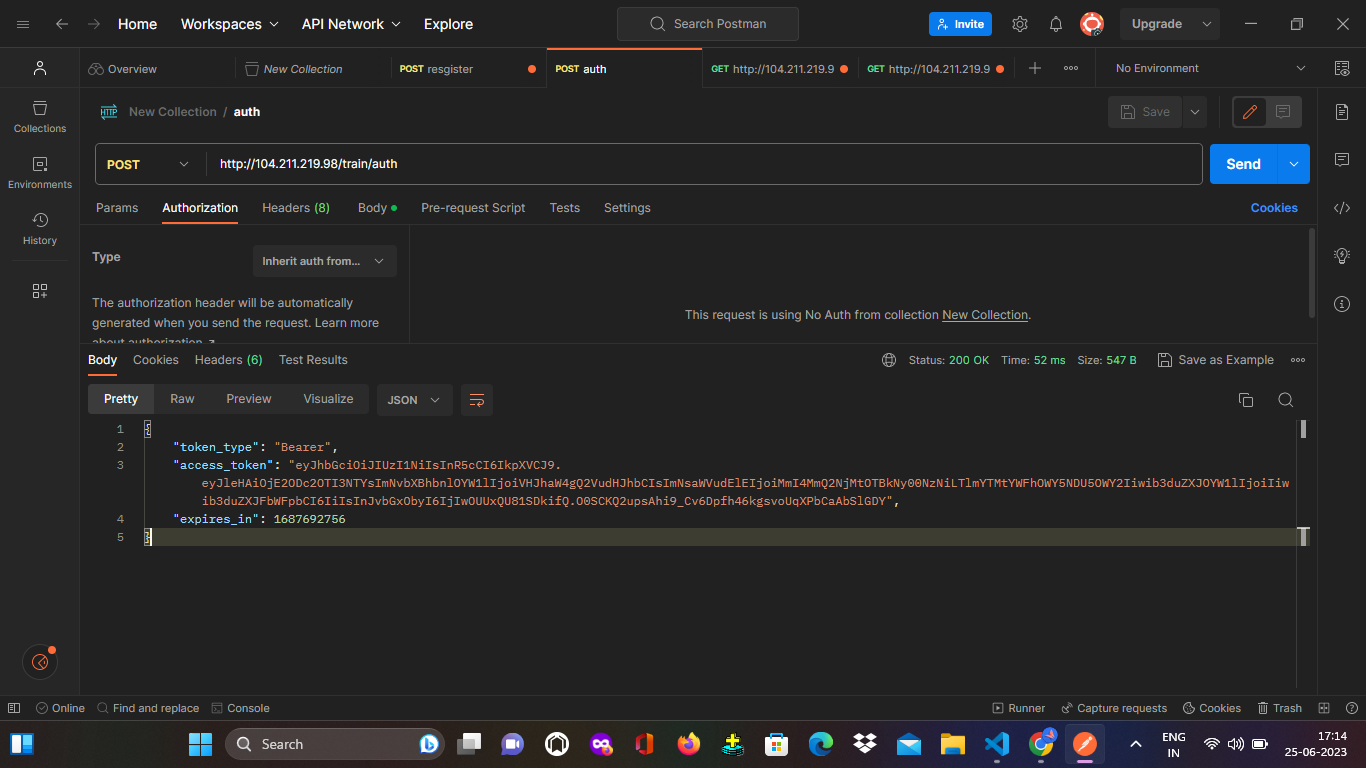 Home Workspaces API Network Explore Search Postman Invite Upgrade
Overview New Collection POST resgister POST auth GET http://104.211.219.9 GET http://104.211.219.9 No Environment
HTTP New Collection / auth Save
Collections
Environments
History
POST http://104.211.219.98/train/auth Send
Params Authorization Headers (8) Body Pre-request Script Tests Settings Cookies
Type Inherit auth from...
The authorization header will be automatically
generated when you send the request. Learn more
about authorization
This request is using No Auth from collection New Collection.
Body Cookies Headers (6) Test Results Status: 200 OK Time: 52 ms Size: 547 B Save as Example
Pretty Raw Preview Visualize JSON
1 {
2 "token_type": "Bearer",
3 "access_token": "eyJhbGciOiJIUzI1NiIsInR5cCI6IkpXVCJ9.
eyJleHAiOjE2ODc2OTI3NTYsImNvbXBhbnlOYW1lIjoiVHJhaW4gQ2VudHJhbCIsImNsaWVudElEIjoiMmI4MmQ2NjMtOTBkNy00NzNiLTlmYTMtYWFhOWY5NDU5OWY2Iiwib3duZXJOYW1lIjoiIiw
ib3duZXJFbWFpbCI6IiIsInJvbGxObyI6IjIwOUUxQU81SDkifQ.O0SCKQ2upsAhi9_Cv6Dpfh46kgsvoUqXPbCaAbSlGDY",
4 "expires_in": 1687692756
5 }
Online Find and replace Console Runner Capture requests Cookies Trash
Search ENG IN 17:14 25-06-2023